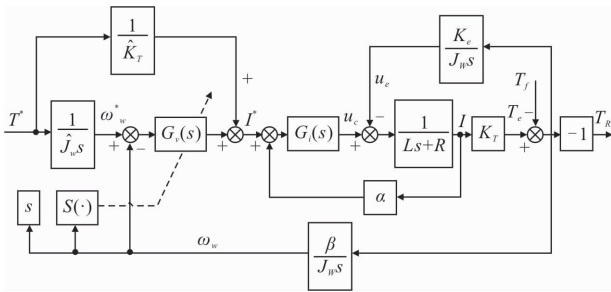 1
K̂_T
K_e
J_W s
u_e
T_f
T*
1
Ĵ_w s
ω*_w
G_v(s)
I*
G_i(s)
u_c
1
Ls+R
I
K_T
T_e
−1
T_R
+
+
−
+
+
+
−
−
+
α
s
S(·)
ω_w
β
J_W s